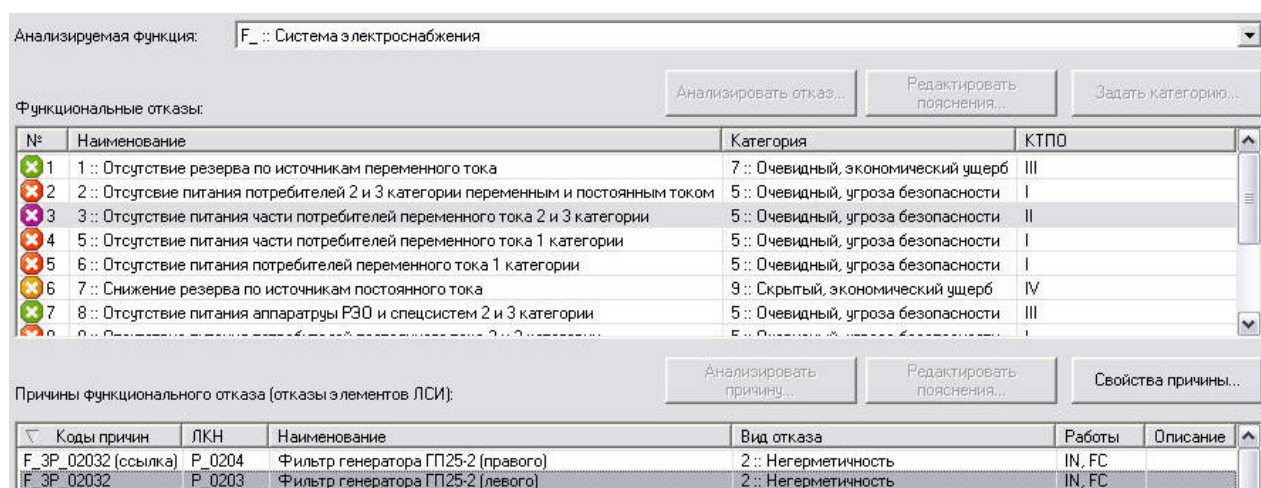 Анализируемая функция: F_ :: Система электроснабжения
Анализировать отказ... Редактировать пояснения... Задать категорию...
Функциональные отказы:
№ Наименование Категория КТПО
1 1 :: Отсутствие резерва по источникам переменного тока 7 :: Очевидный, экономический ущерб III
2 2 :: Отсутсвие питания потребителей 2 и 3 категории переменным и постоянным током 5 :: Очевидный, угроза безопасности I
3 3 :: Отсутствие питания части потребителей переменного тока 2 и 3 категории 5 :: Очевидный, угроза безопасности II
4 5 :: Отсутствие питания части потребителей переменного тока 1 категории 5 :: Очевидный, угроза безопасности I
5 6 :: Отсутствие питания потребителей переменного тока 1 категории 5 :: Очевидный, угроза безопасности I
6 7 :: Снижение резерва по источникам постоянного тока 9 :: Скрытый, экономический ущерб IV
7 8 :: Отсутствие питания аппаратруы РЭО и спецсистем 2 и 3 категории 5 :: Очевидный, угроза безопасности III
Анализировать причину... Редактировать пояснения... Свойства причины...
Причины функционального отказа (отказы элементов ЛСИ):
Коды причин ЛКН Наименование Вид отказа Работы Описание
F_3P_02032 (ссылка) P_0204 Фильтр генератора ГП25-2 (правого) 2 :: Негерметичность IN, FC
F_3P_02032 P_0203 Фильтр генератора ГП25-2 (левого) 2 :: Негерметичность IN, FC